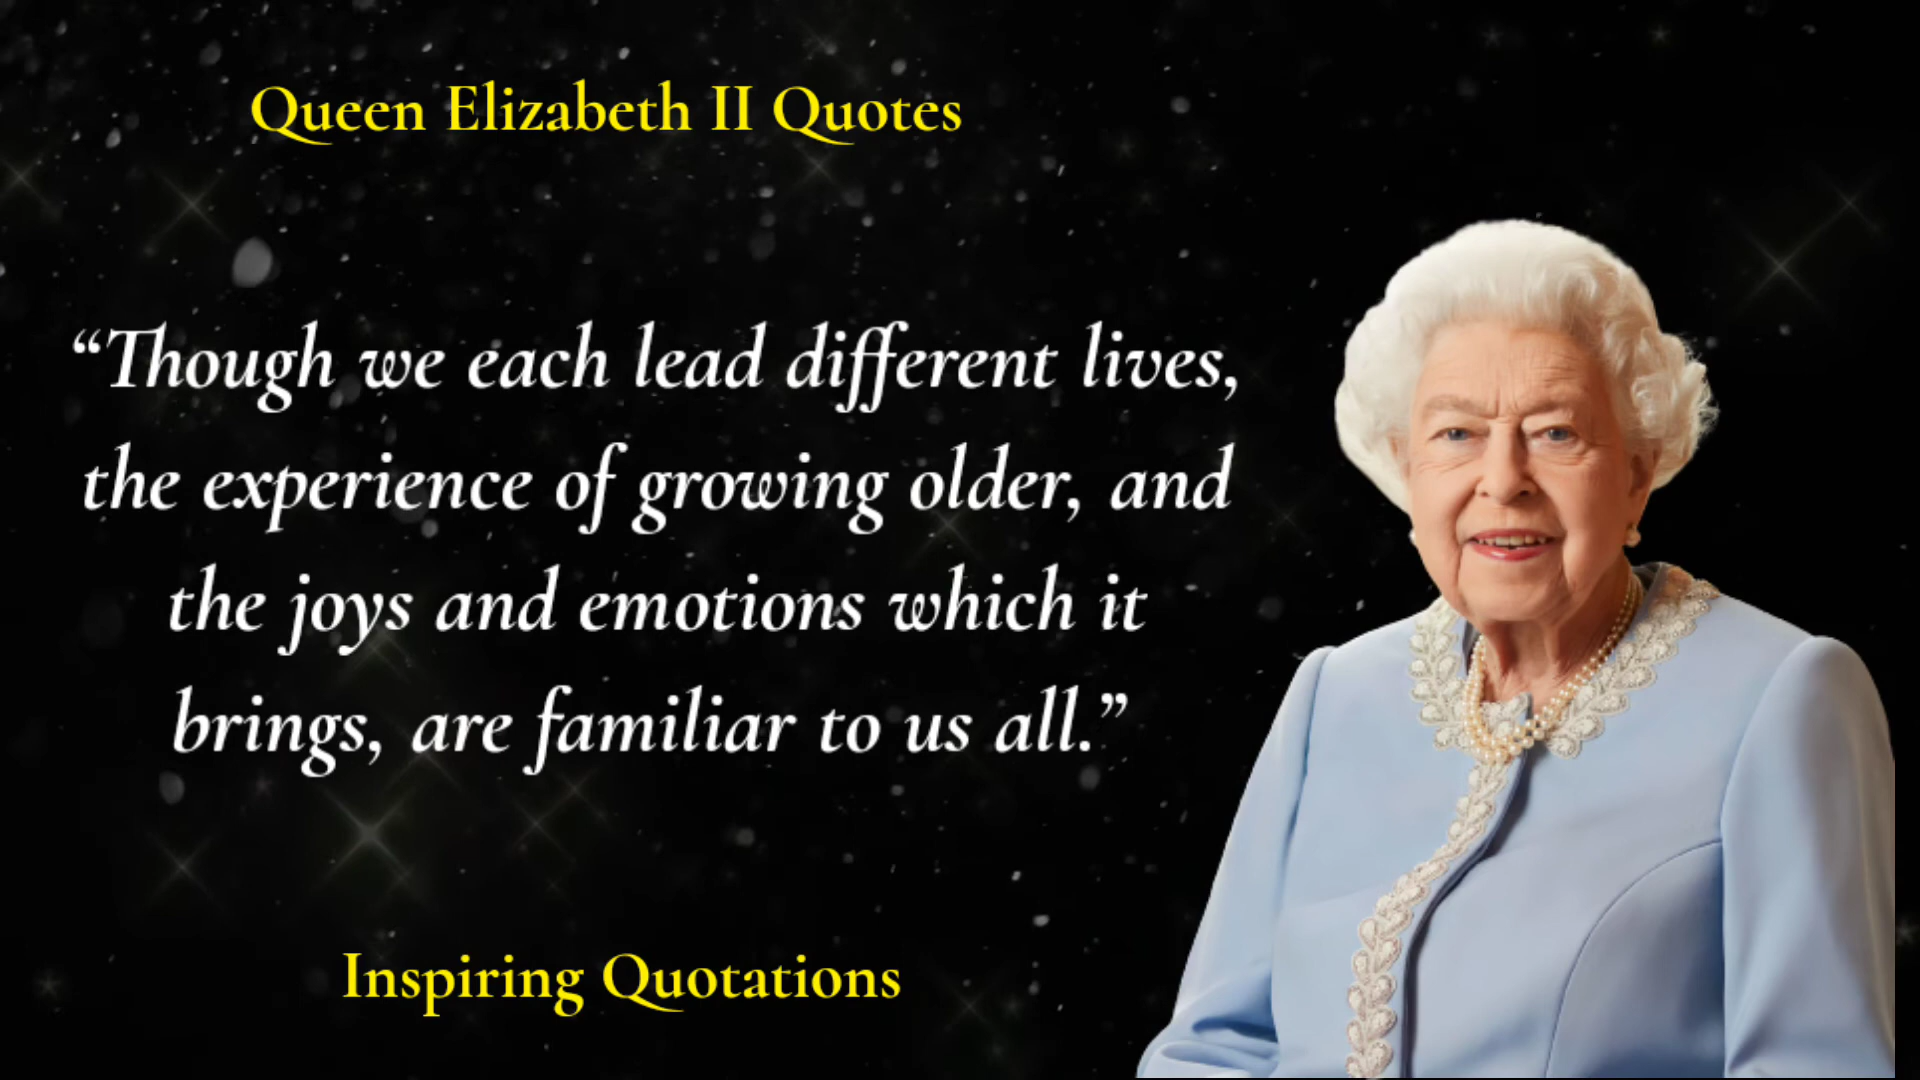 Queen Elizabeth II Quotes
“Though we each lead different lives,
the experience of growing older, and
the joys and emotions which it
brings, are familiar to us all.”
Inspiring Quotations